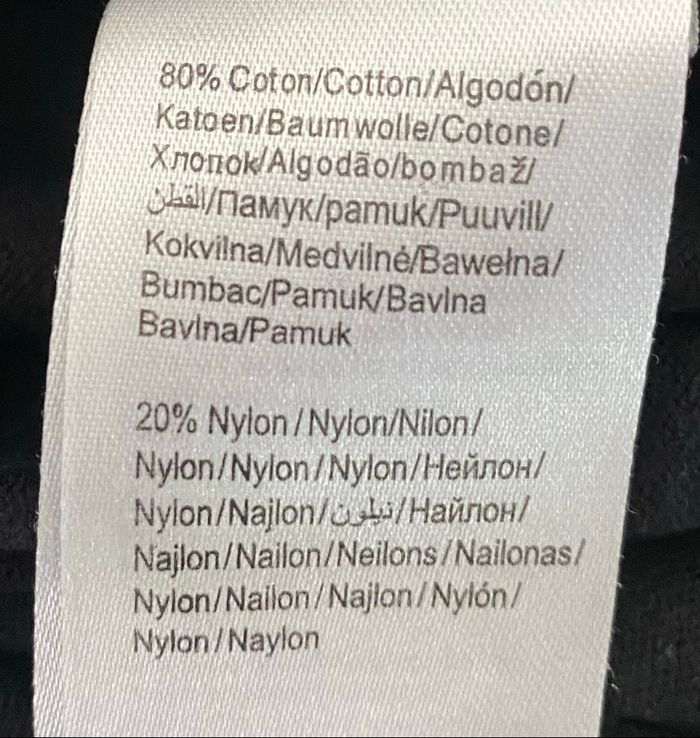 80% Coton/Cotton/Algodón/
Katoen/Baumwolle/Cotone/
Хлопок/Algodão/bombaž/
القطن/Памук/pamuk/Puuvill/
Kokvilna/Medvilnė/Bawełna/
Bumbac/Pamuk/Bavlna
Bavlna/Pamuk
20% Nylon/Nylon/Nilon/
Nylon/Nylon/Nylon/Нейлон/
Nylon/Najlon/نيلون/Найлон/
Najlon/Nailon/Neilons/Nailonas/
Nylon/Nailon/Najlon/Nylón/
Nylon/Naylon